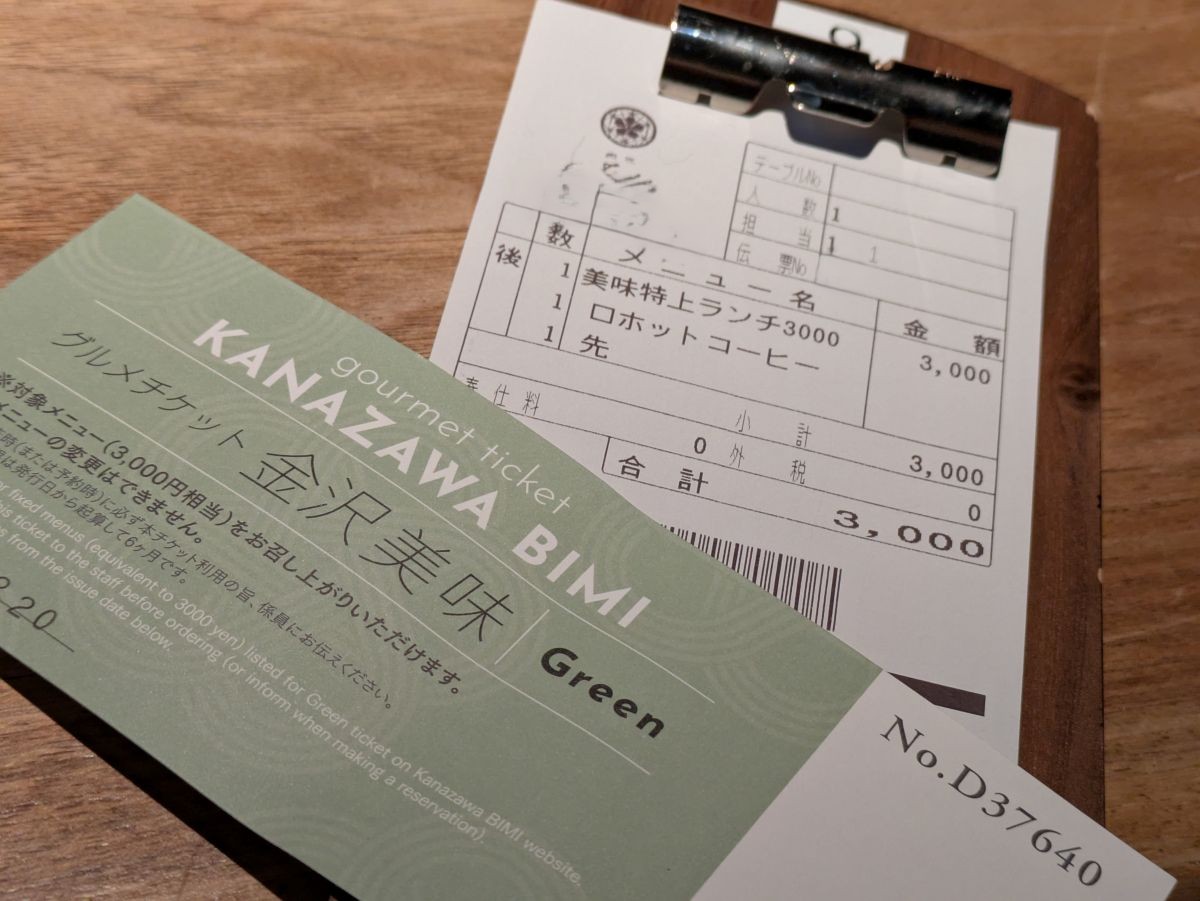 テーブルNo
人数 1
担当 1 1
伝票No
数 メニュー名 金額
後 1 美味特上ランチ3000 3,000
1 ロホットコーヒー
1 先
奉仕料 小計 3,000
0 外税 0
合計 3,000
gourmet ticket
KANAZAWA BIMI
グルメチケット 金沢美味 Green
※対象メニュー(3,000円相当)をお召し上がりいただけます。
メニューの変更はできません。
時(または予約時)に必ず本チケット利用の旨、係員にお伝えください。
は発行日から起算して6ヶ月です。
or fixed menus (equivalent to 3000 yen) listed for Green ticket on Kanazawa BIMI website.
his ticket to the staff before ordering (or inform when making a reservation).
s from the issue date below.
20
No.D37640